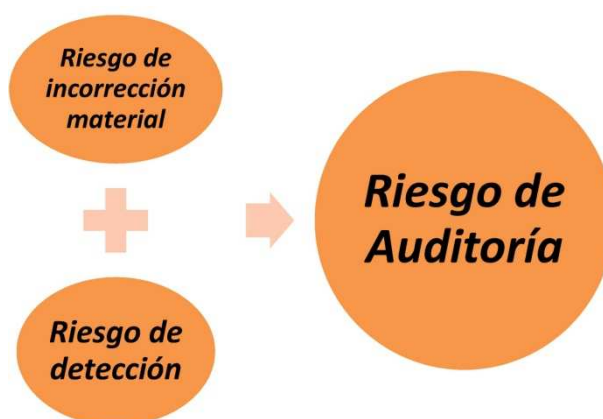 Riesgo de
incorrección
material
Riesgo de
detección
Riesgo de
Auditoría